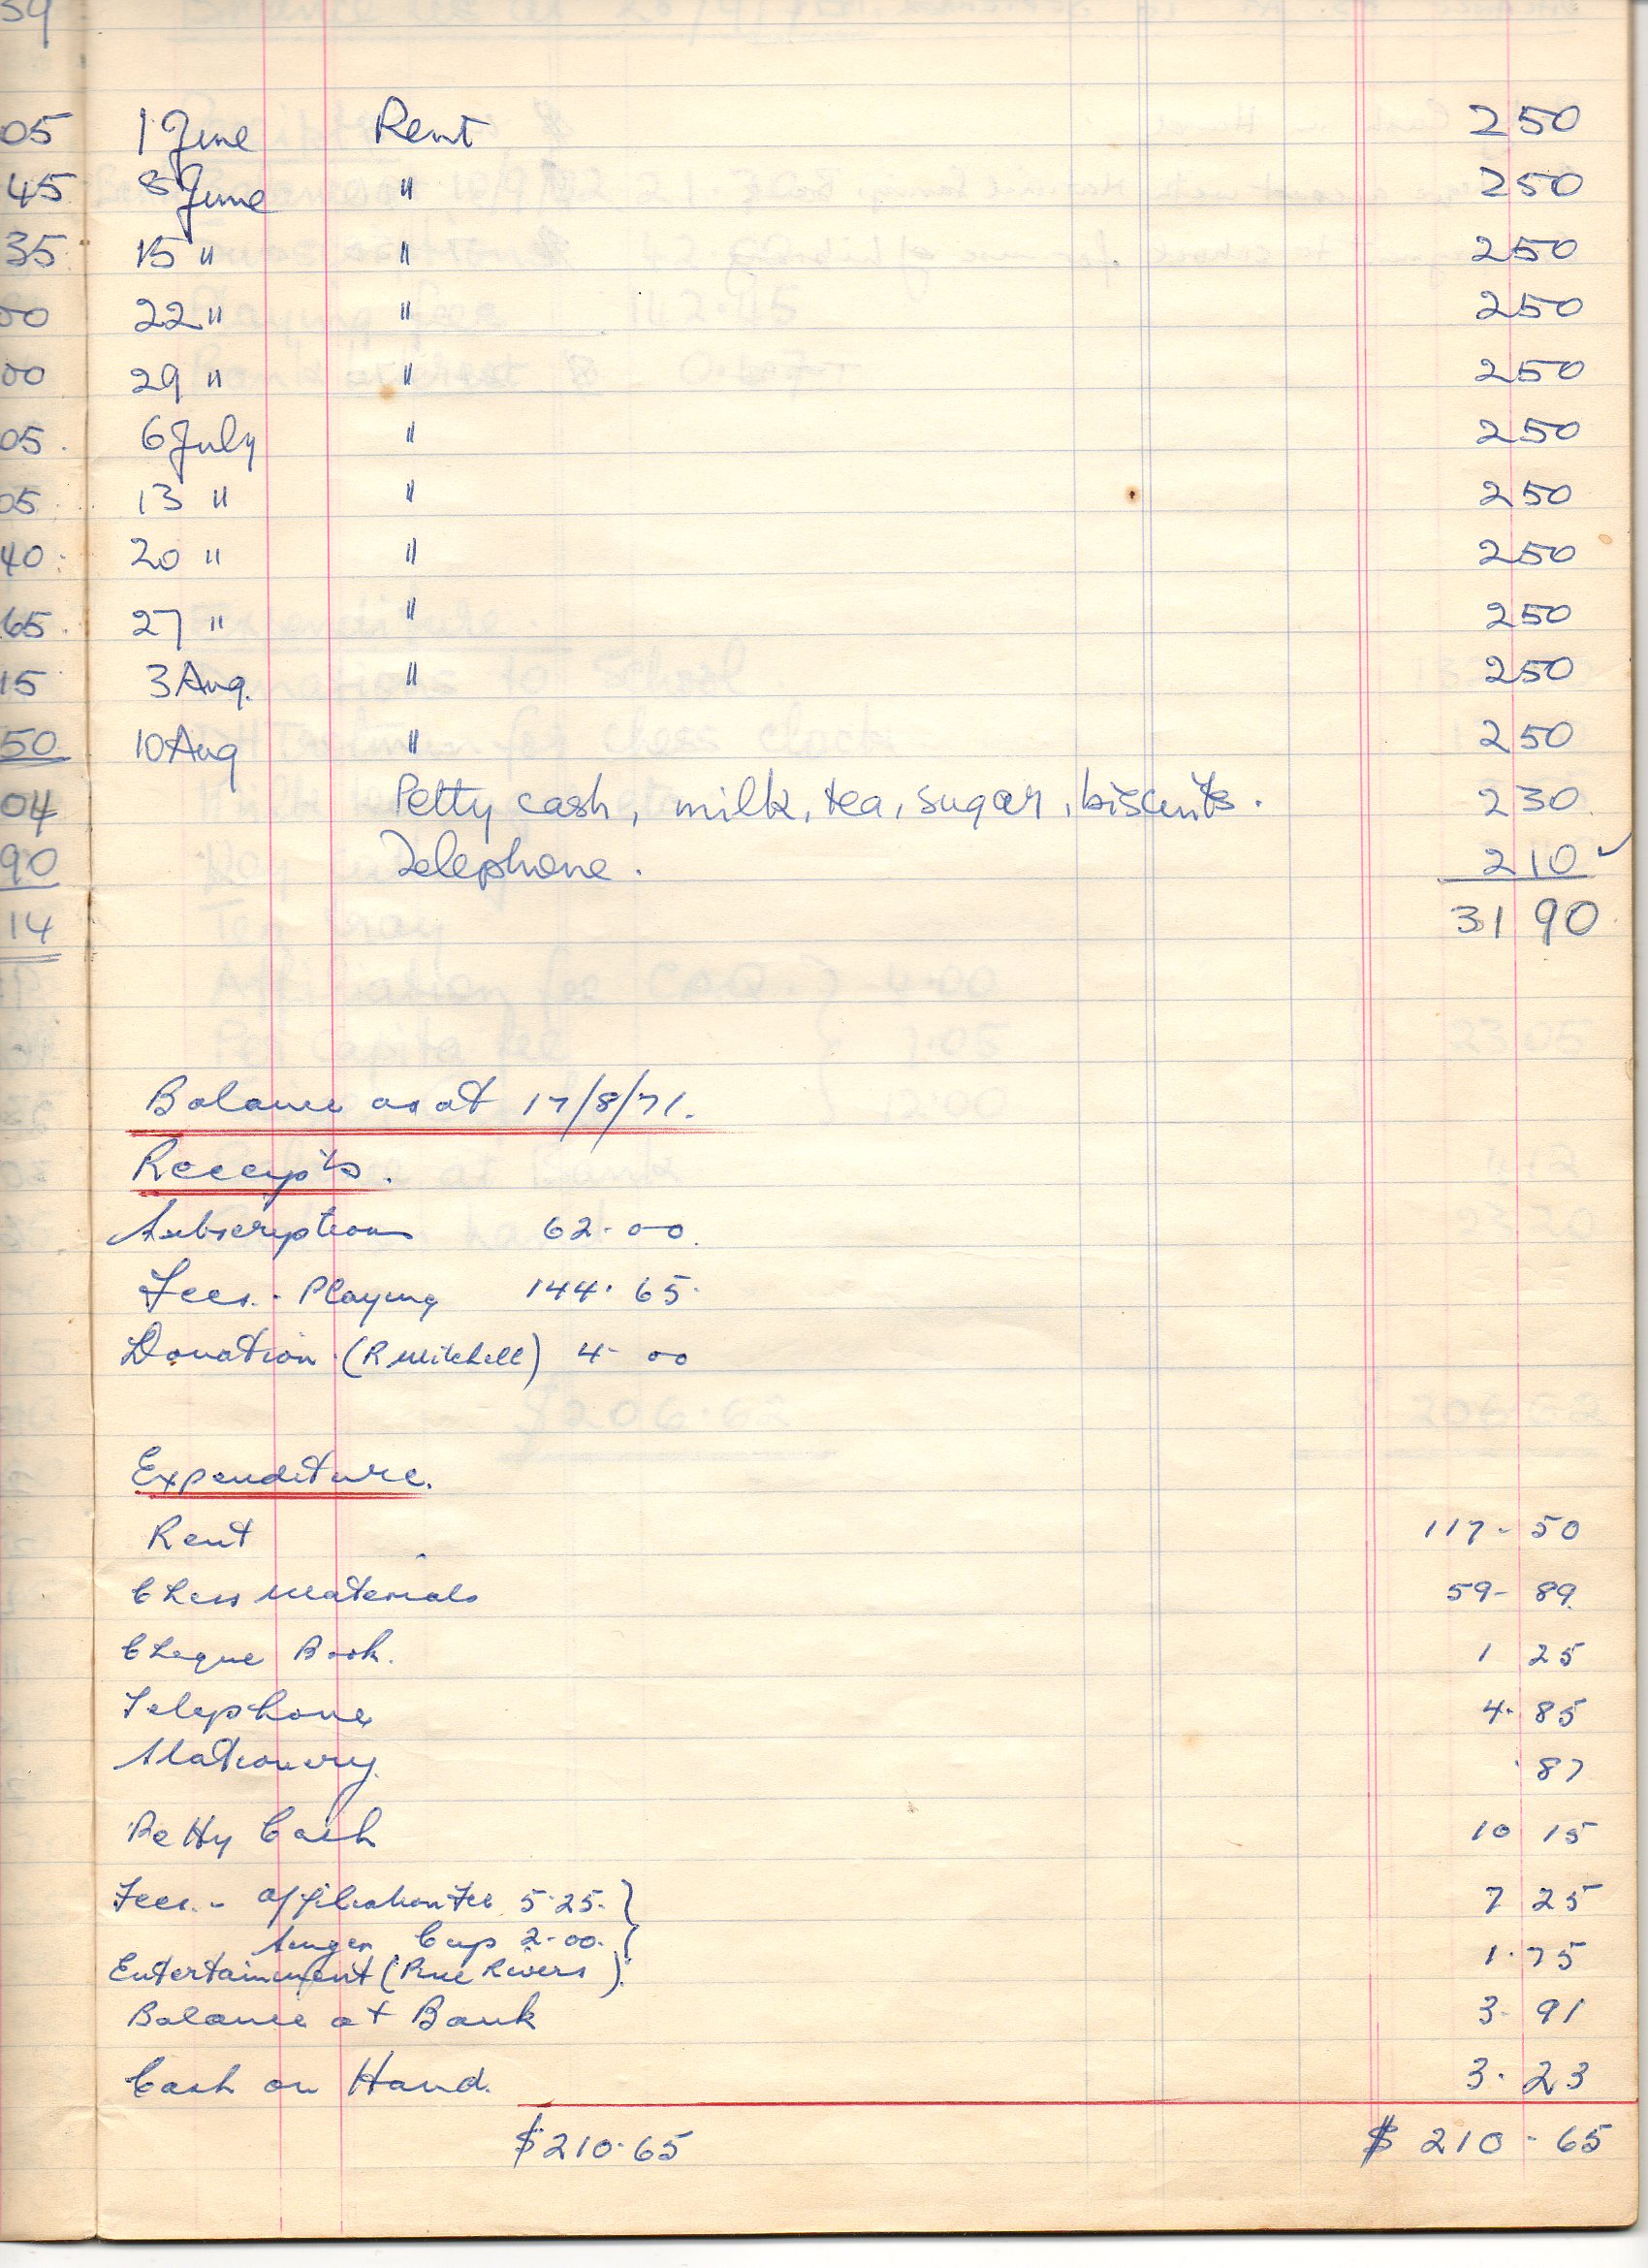 59
05 1 June Rent 2 50
45 8 June " 2 50
35 15 " " 2 50
00 22 " " 2 50
00 29 " " 2 50
05. 6 July " 2 50
05 13 " " 2 50
40 20 " " 2 50
65. 27 " " 2 50
15 3 Aug. " 2 50
50 10 Aug " 2 50
04 Petty cash, milk, tea, sugar, biscuits. 2 30
90 Telephone. 2 10 ✓
14 31 90
Balance as at 17/8/71.
Receipts.
Subscriptions 62.00.
Fees.- Playing 144.65.
Donation (R Mitchell) 4- 00
Expenditure.
Rent 117- 50
Chess Materials 59- 89.
Cheque Book. 1 25
Telephone 4. 85
Stationery. .87
Petty Cash 10 15
Fees.- Affiliation Fee 5.25. } 7 25
Cup 2.00.
Entertainment (Pine Rivers) 1.75
Balance at Bank 3- 91
Cash on Hand. 3. 23
$210.65 $ 210-65